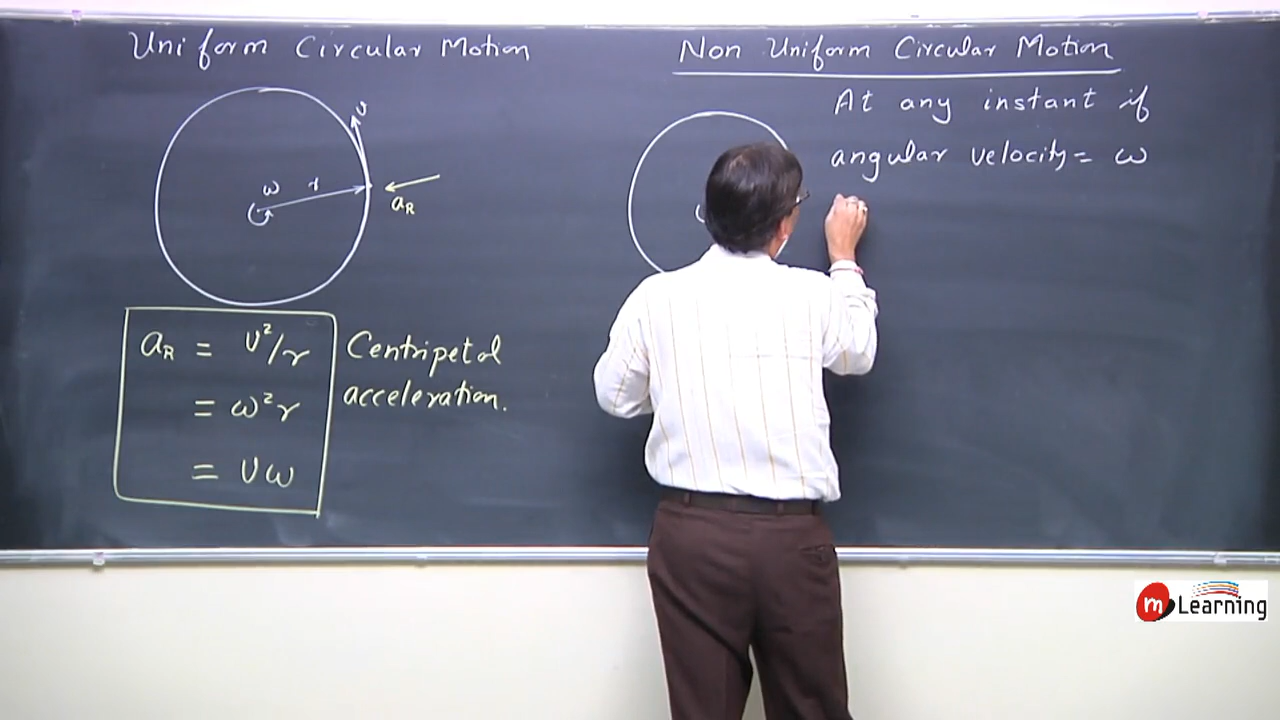 Uniform Circular Motion
v
ω
r
aR
aR = v²/r
= ω²r
= vω
Centripetal
acceleration.
Non Uniform Circular Motion
At any instant if
angular velocity = ω
m Learning